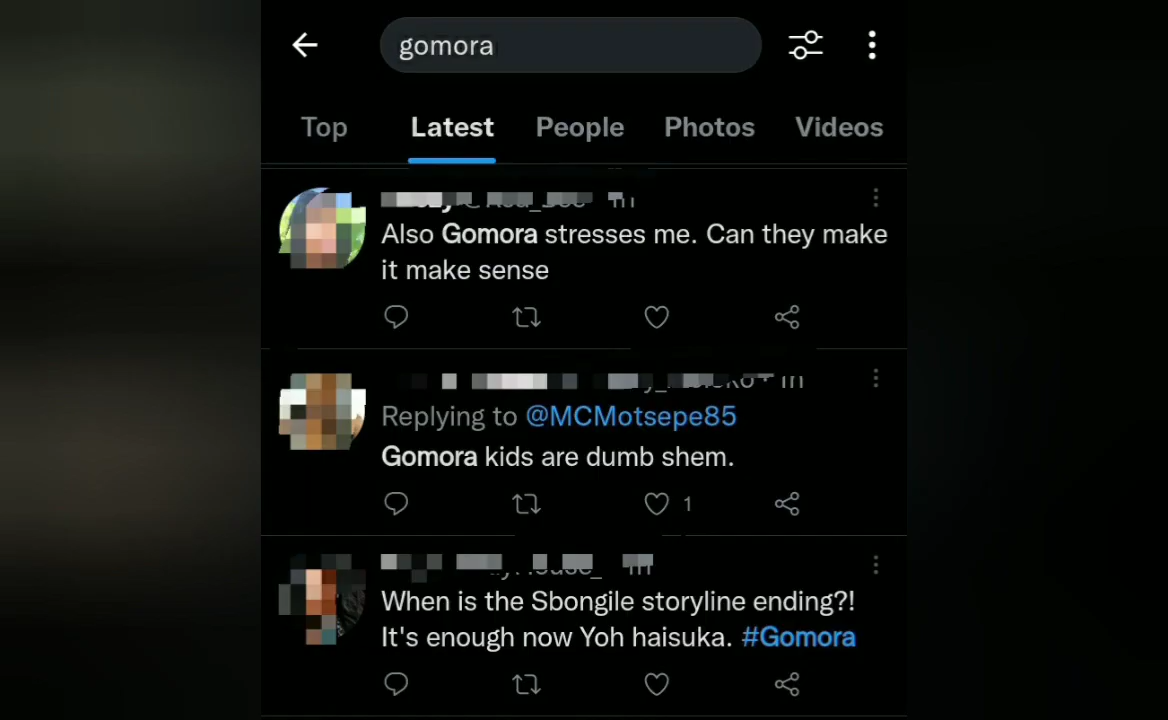 gomora
Top Latest People Photos Videos
Also Gomora stresses me. Can they make
it make sense
Replying to @MCMotsepe85
Gomora kids are dumb shem.
1
When is the Sbongile storyline ending?!
It's enough now Yoh haisuka. #Gomora